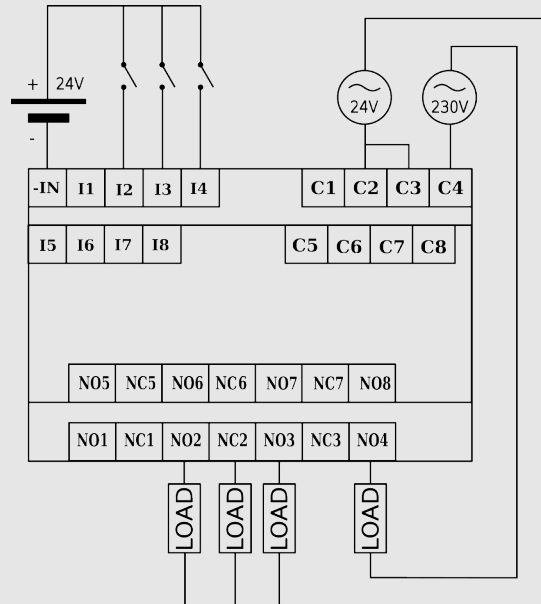 + 24V
-
24V 230V
-IN I1 I2 I3 I4 C1 C2 C3 C4
I5 I6 I7 I8 C5 C6 C7 C8
NO5 NC5 NO6 NC6 NO7 NC7 NO8
NO1 NC1 NO2 NC2 NO3 NC3 NO4
LOAD LOAD LOAD LOAD